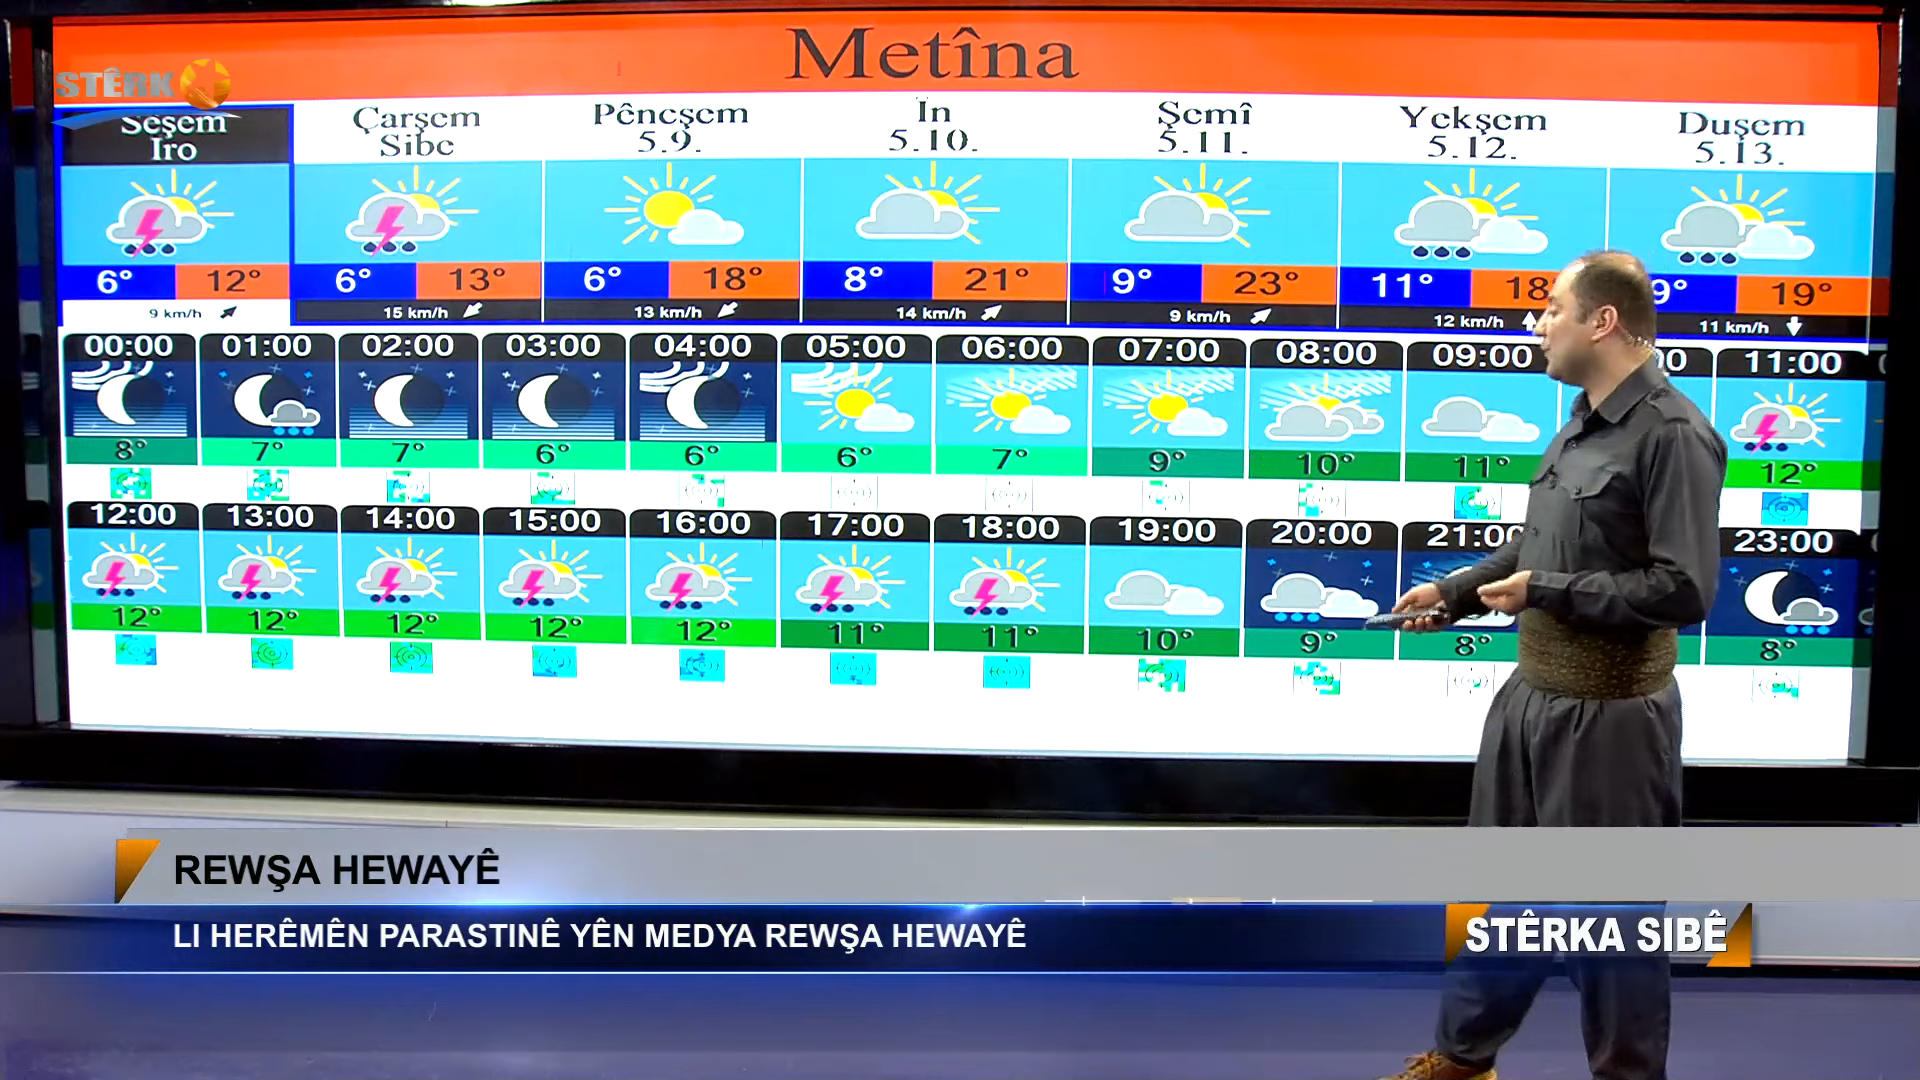 Metîna
STÊRK
Sêşem Çarşem Pêncşem În Şemî Yekşem Duşem
Îro Sibe 5.9. 5.10. 5.11. 5.12. 5.13.
6° 12° 6° 13° 6° 18° 8° 21° 9° 23° 11° 18 9° 19°
9 km/h 15 km/h 13 km/h 14 km/h 9 km/h 12 km/h 11 km/h
00:00 01:00 02:00 03:00 04:00 05:00 06:00 07:00 08:00 09:00 00 11:00
8° 7° 7° 6° 6° 6° 7° 9° 10° 11° 12°
12:00 13:00 14:00 15:00 16:00 17:00 18:00 19:00 20:00 21:00 23:00
12° 12° 12° 12° 12° 11° 11° 10° 9° 8° 8°
REWŞA HEWAYÊ
LI HERÊMÊN PARASTINÊ YÊN MEDYA REWŞA HEWAYÊ
STÊRKA SIBÊ